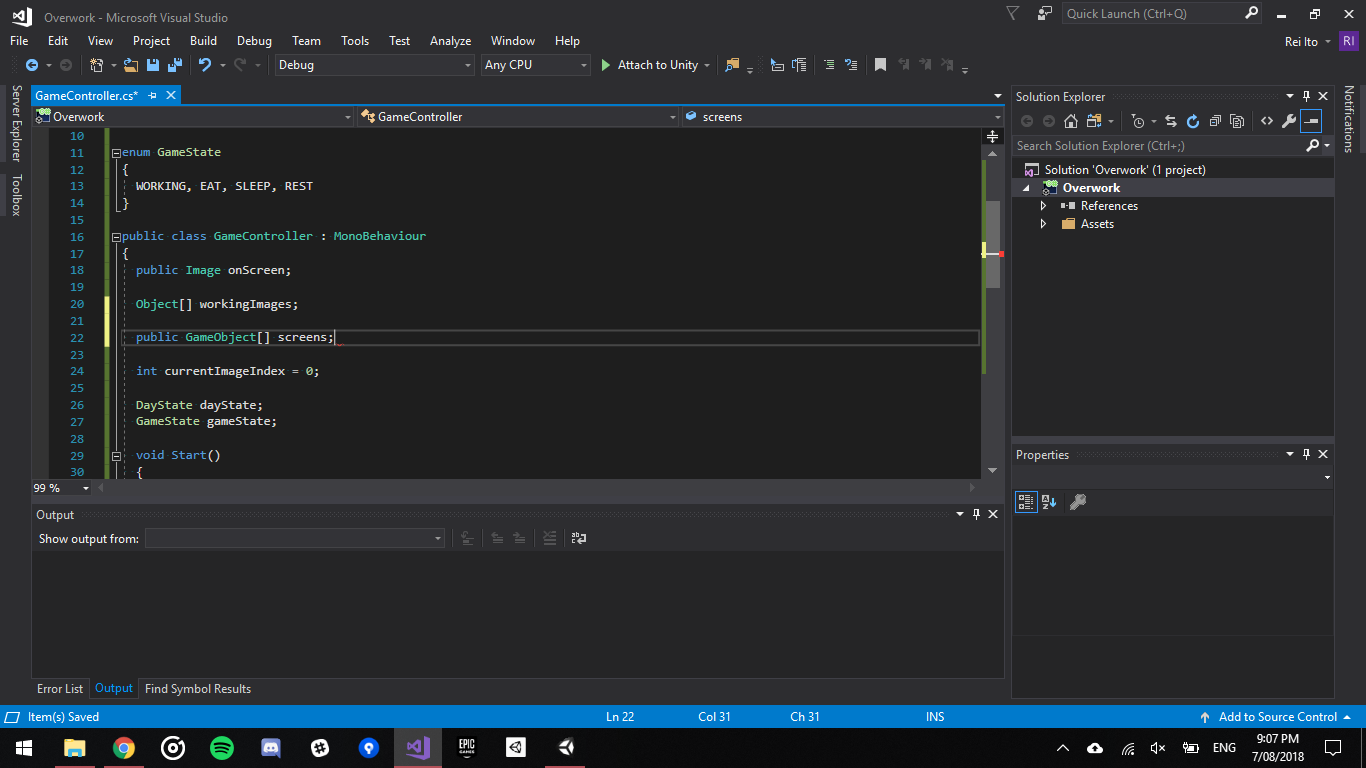 Overwork - Microsoft Visual Studio
Quick Launch (Ctrl+Q)
File Edit View Project Build Debug Team Tools Test Analyze Window Help
Rei Ito RI
Debug Any CPU Attach to Unity
Server Explorer
Toolbox
GameController.cs*
Overwork GameController screens
10
11 enum GameState
12 {
13 WORKING, EAT, SLEEP, REST
14 }
15
16 public class GameController : MonoBehaviour
17 {
18 public Image onScreen;
19
20 Object[] workingImages;
21
22 public GameObject[] screens;
23
24 int currentImageIndex = 0;
25
26 DayState dayState;
27 GameState gameState;
28
29 void Start()
30 {
99 %
Output
Show output from:
Error List Output Find Symbol Results
Solution Explorer
Search Solution Explorer (Ctrl+;)
Solution 'Overwork' (1 project)
Overwork
References
Assets
Properties
Notifications
Item(s) Saved Ln 22 Col 31 Ch 31 INS Add to Source Control
EPIC
GAMES
ENG
9:07 PM
7/08/2018